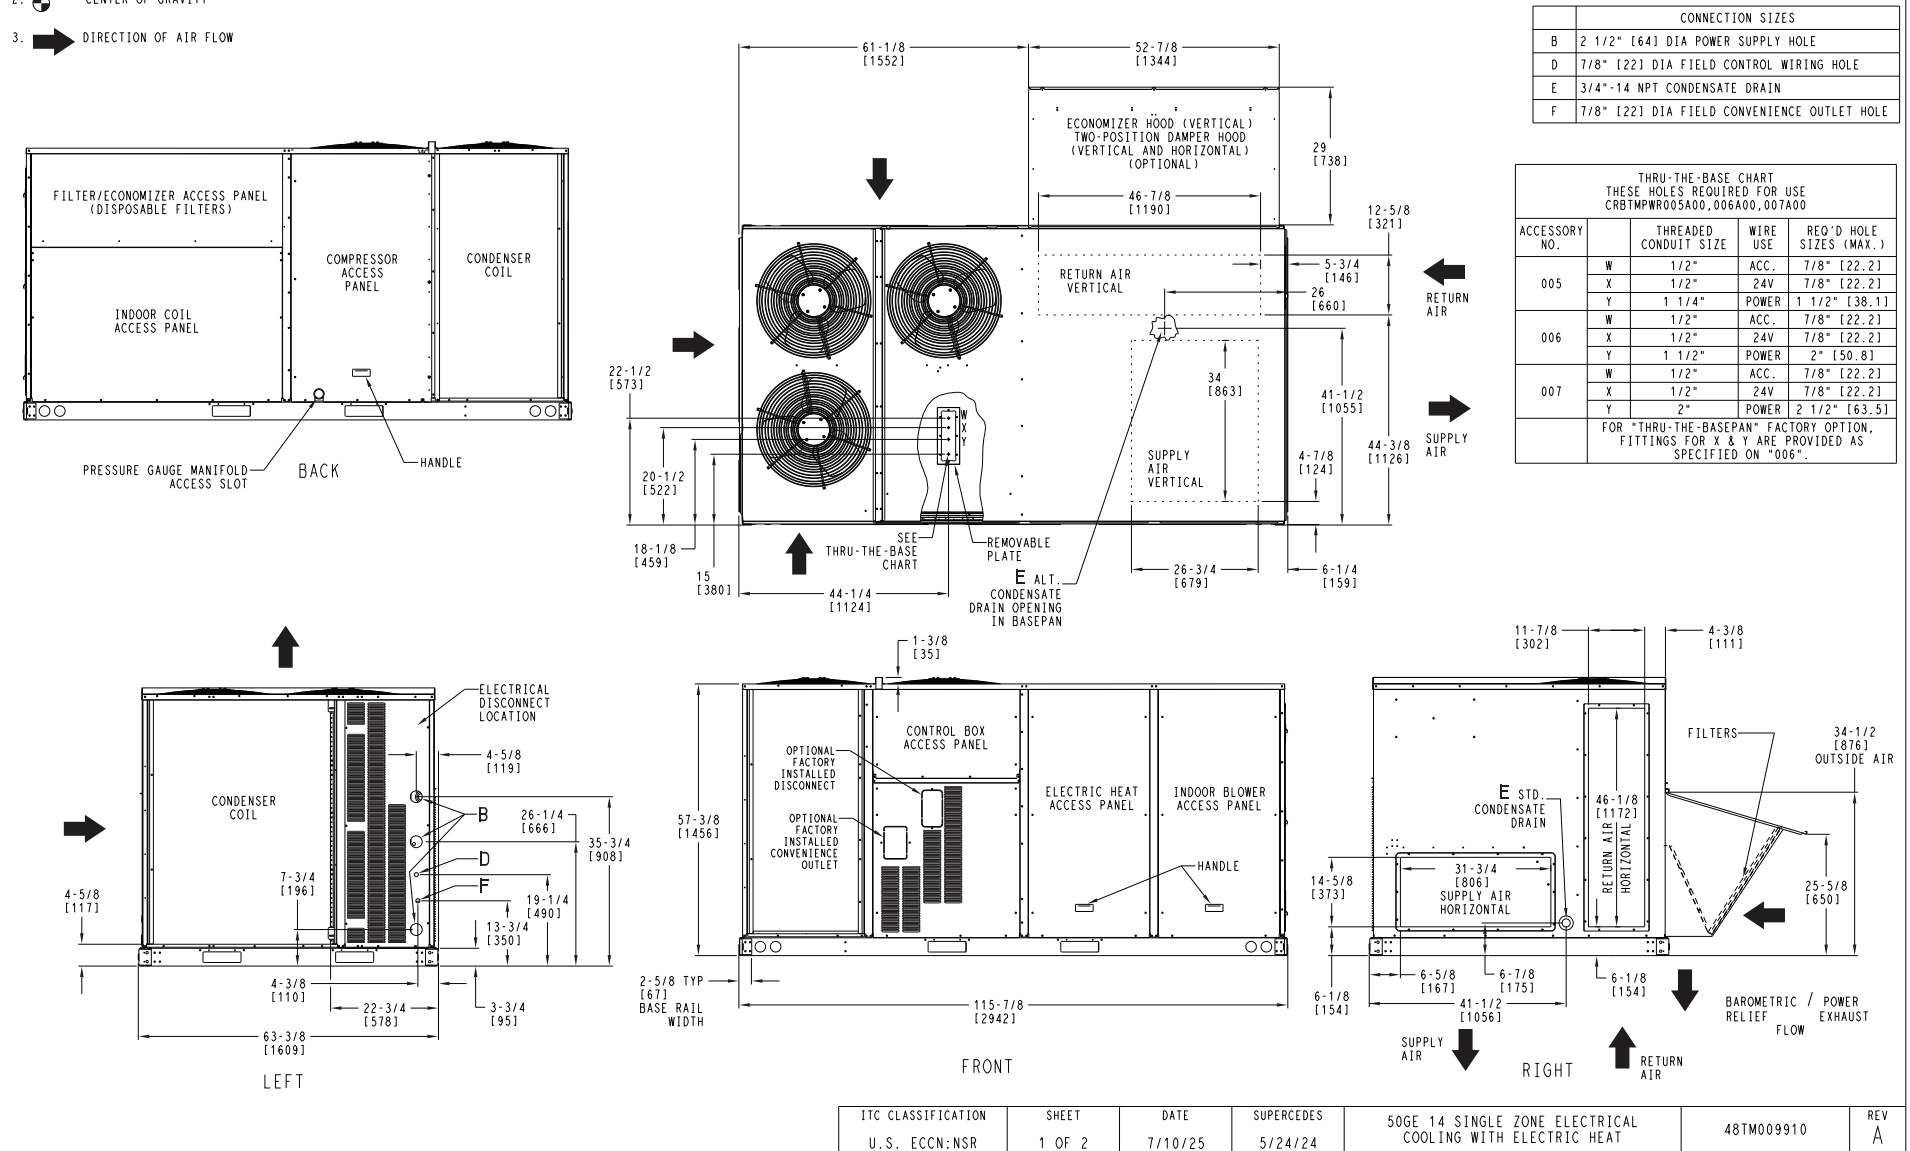 3. DIRECTION OF AIR FLOW
CONNECTION SIZES
B 2 1/2" [64] DIA POWER SUPPLY HOLE
D 7/8" [22] DIA FIELD CONTROL WIRING HOLE
E 3/4"-14 NPT CONDENSATE DRAIN
F 7/8" [22] DIA FIELD CONVENIENCE OUTLET HOLE
THRU-THE-BASE CHART
THESE HOLES REQUIRED FOR USE
CRBTMPWR005A00,006A00,007A00
ACCESSORY NO. THREADED CONDUIT SIZE WIRE USE REQ'D HOLE SIZES (MAX.)
005 W 1/2" ACC. 7/8" [22.2]
X 1/2" 24V 7/8" [22.2]
Y 1 1/4" POWER 1 1/2" [38.1]
006 W 1/2" ACC. 7/8" [22.2]
X 1/2" 24V 7/8" [22.2]
Y 1 1/2" POWER 2" [50.8]
007 W 1/2" ACC. 7/8" [22.2]
X 1/2" 24V 7/8" [22.2]
Y 2" POWER 2 1/2" [63.5]
FOR "THRU-THE-BASEPAN" FACTORY OPTION,
FITTINGS FOR X & Y ARE PROVIDED AS
SPECIFIED ON "006".
FILTER/ECONOMIZER ACCESS PANEL
(DISPOSABLE FILTERS)
INDOOR COIL
ACCESS PANEL
COMPRESSOR
ACCESS
PANEL
CONDENSER
COIL
PRESSURE GAUGE MANIFOLD
ACCESS SLOT
BACK
HANDLE
61-1/8
[1552]
52-7/8
[1344]
ECONOMIZER HOOD (VERTICAL)
TWO-POSITION DAMPER HOOD
(VERTICAL AND HORIZONTAL)
(OPTIONAL)
29
[738]
46-7/8
[1190]
12-5/8
[321]
RETURN AIR
VERTICAL
5-3/4
[146]
26
[660]
RETURN
AIR
22-1/2
[573]
34
[863]
41-1/2
[1055]
SUPPLY
AIR
W
X
Y
44-3/8
[1126]
4-7/8
[124]
SUPPLY
AIR
VERTICAL
20-1/2
[522]
18-1/8
[459]
15
[380]
SEE
THRU-THE-BASE
CHART
REMOVABLE
PLATE
44-1/4
[1124]
E ALT.
CONDENSATE
DRAIN OPENING
IN BASEPAN
26-3/4
[679]
6-1/4
[159]
ELECTRICAL
DISCONNECT
LOCATION
4-5/8
[119]
CONDENSER
COIL
B
26-1/4
[666]
35-3/4
[908]
D
F
7-3/4
[196]
19-1/4
[490]
13-3/4
[350]
4-5/8
[117]
4-3/8
[110]
22-3/4
[578]
3-3/4
[95]
63-3/8
[1609]
LEFT
1-3/8
[35]
57-3/8
[1456]
OPTIONAL
FACTORY
INSTALLED
DISCONNECT
OPTIONAL
FACTORY
INSTALLED
CONVENIENCE
OUTLET
CONTROL BOX
ACCESS PANEL
ELECTRIC HEAT
ACCESS PANEL
INDOOR BLOWER
ACCESS PANEL
HANDLE
2-5/8 TYP
[67]
BASE RAIL
WIDTH
115-7/8
[2942]
FRONT
11-7/8
[302]
4-3/8
[111]
FILTERS
34-1/2
[876]
OUTSIDE AIR
E STD.
CONDENSATE
DRAIN
46-1/8
[1172]
RETURN AIR
HORIZONTAL
31-3/4
[806]
SUPPLY AIR
HORIZONTAL
14-5/8
[373]
25-5/8
[650]
6-5/8
[167]
6-7/8
[175]
6-1/8
[154]
6-1/8
[154]
41-1/2
[1056]
BAROMETRIC / POWER
RELIEF EXHAUST
FLOW
SUPPLY
AIR
RETURN
AIR
RIGHT
ITC CLASSIFICATION
U.S. ECCN:NSR
SHEET
1 OF 2
DATE
7/10/25
SUPERCEDES
5/24/24
50GE 14 SINGLE ZONE ELECTRICAL
COOLING WITH ELECTRIC HEAT
48TM009910
REV
A